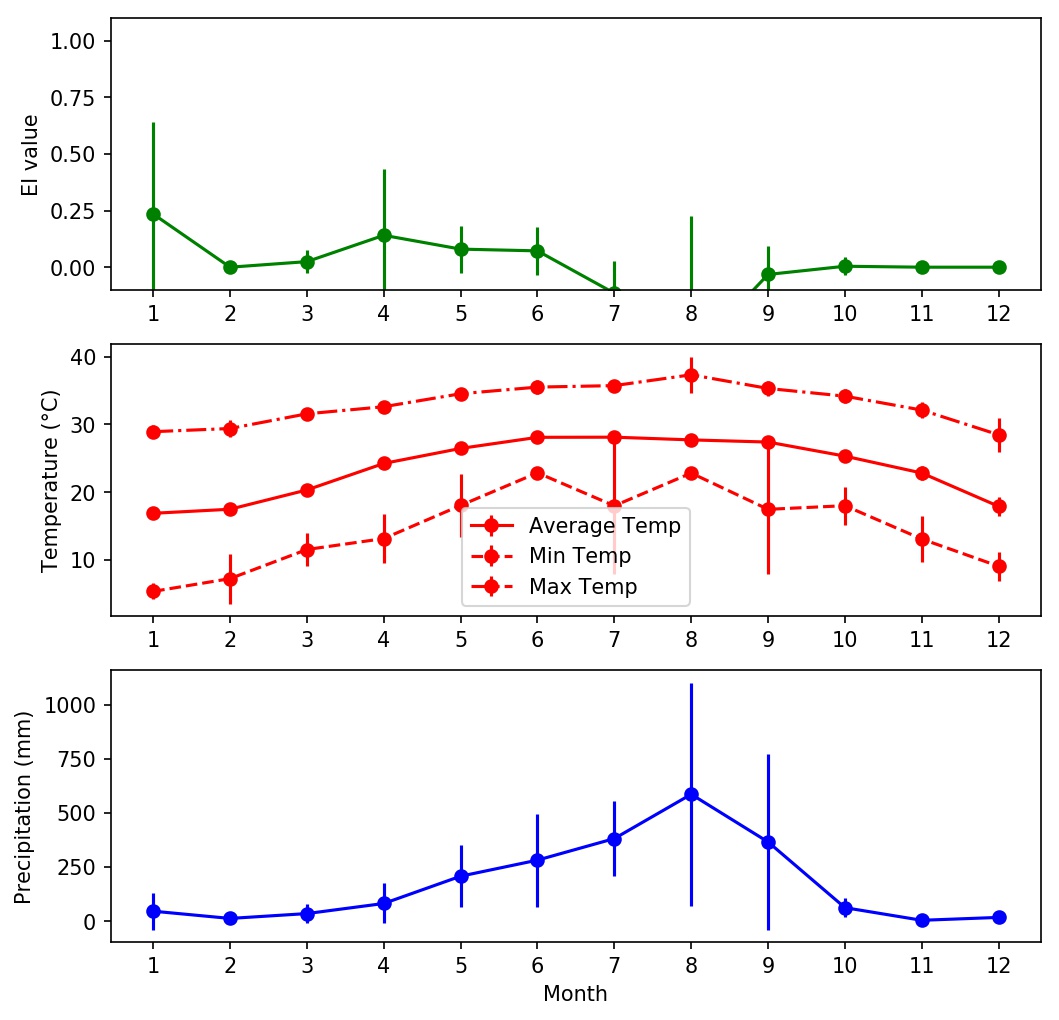 1.00
0.75
0.50
0.25
0.00
EI value
1 2 3 4 5 6 7 8 9 10 11 12
40
30
20
10
Temperature (°C)
Average Temp
Min Temp
Max Temp
1 2 3 4 5 6 7 8 9 10 11 12
1000
750
500
250
0
Precipitation (mm)
1 2 3 4 5 6 7 8 9 10 11 12
Month